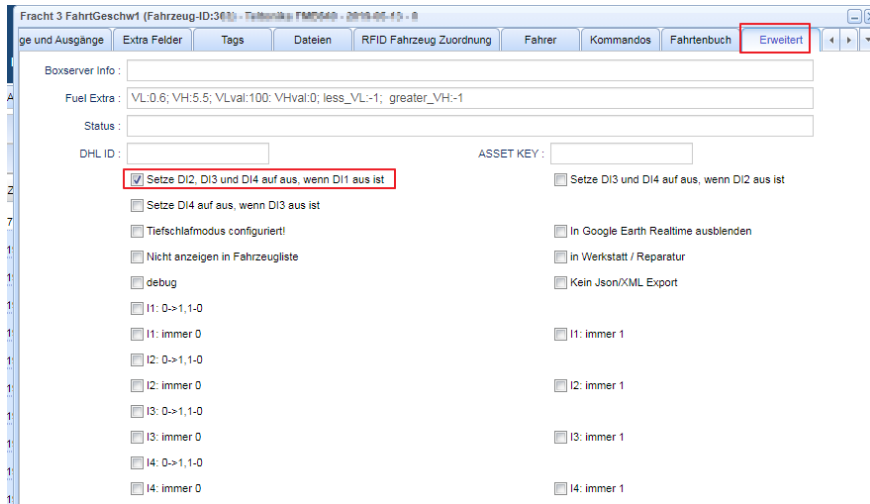 Fracht 3 FahrtGeschw1 (Fahrzeug-ID:363) - Teltonika FMB640 - 2019-06-13 - 8
ge und Ausgänge Extra Felder Tags Dateien RFID Fahrzeug Zuordnung Fahrer Kommandos Fahrtenbuch Erweitert
Boxserver Info :
Fuel Extra : VL:0.6; VH:5.5; VLval:100: VHval:0; less_VL:-1; greater_VH:-1
Status :
DHL ID : ASSET KEY :
Setze DI2, DI3 und DI4 auf aus, wenn DI1 aus ist Setze DI3 und DI4 auf aus, wenn DI2 aus ist
Setze DI4 auf aus, wenn DI3 aus ist
Tiefschlafmodus configuriert! In Google Earth Realtime ausblenden
Nicht anzeigen in Fahrzeugliste in Werkstatt / Reparatur
debug Kein Json/XML Export
I1: 0->1,1-0
I1: immer 0 I1: immer 1
I2: 0->1,1-0
I2: immer 0 I2: immer 1
I3: 0->1,1-0
I3: immer 0 I3: immer 1
I4: 0->1,1-0
I4: immer 0 I4: immer 1